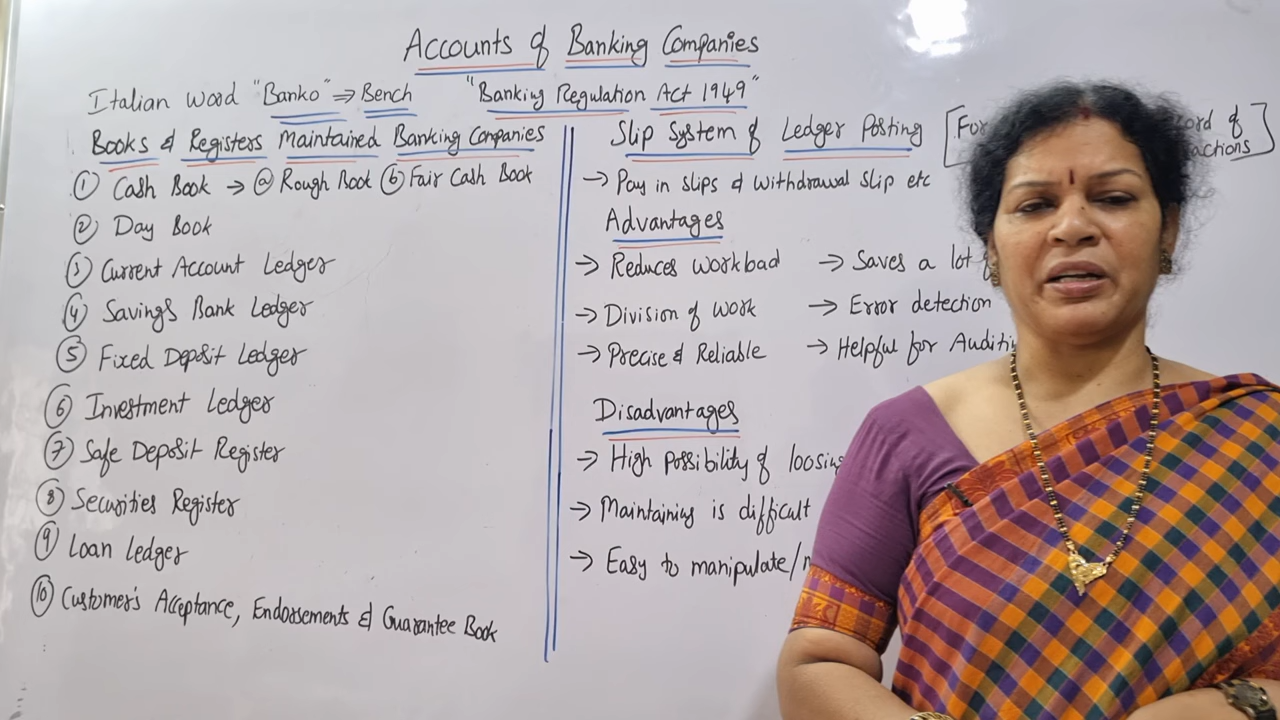 Accounts of Banking Companies
Italian Word "Banko" ⇒ Bench "Banking Regulation Act 1949"
Books & Registers Maintained Banking Companies
① Cash Book → ⓐ Rough Book ⓑ Fair Cash Book
② Day Book
③ Current Account Ledger
④ Saving's Bank Ledger
⑤ Fixed Deposit Ledger
⑥ Investment Ledger
⑦ Safe Deposit Register
⑧ Securities Register
⑨ Loan Ledger
⑩ Customer's Acceptance, Endorsements & Guarantee Book
Slip System of Ledger Posting [For
→ Pay in Slips & Withdrawal Slip etc
Advantages
→ Reduces Workload → Saves a lot
→ Division of Work → Error detection
→ Precise & Reliable → Helpful for
Disadvantages
→ High Possibility of loosing
→ Maintaining is difficult
→ Easy to manipulate/